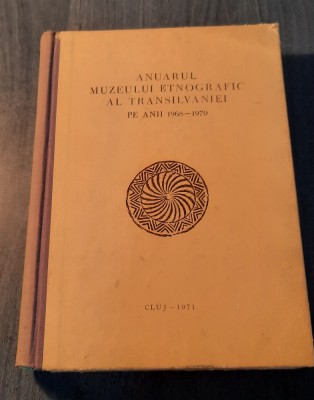 ANUARUL
MUZEULUI ETNOGRAFIC
AL TRANSILVANIEI
PE ANII 1968—1970
CLUJ — 1971